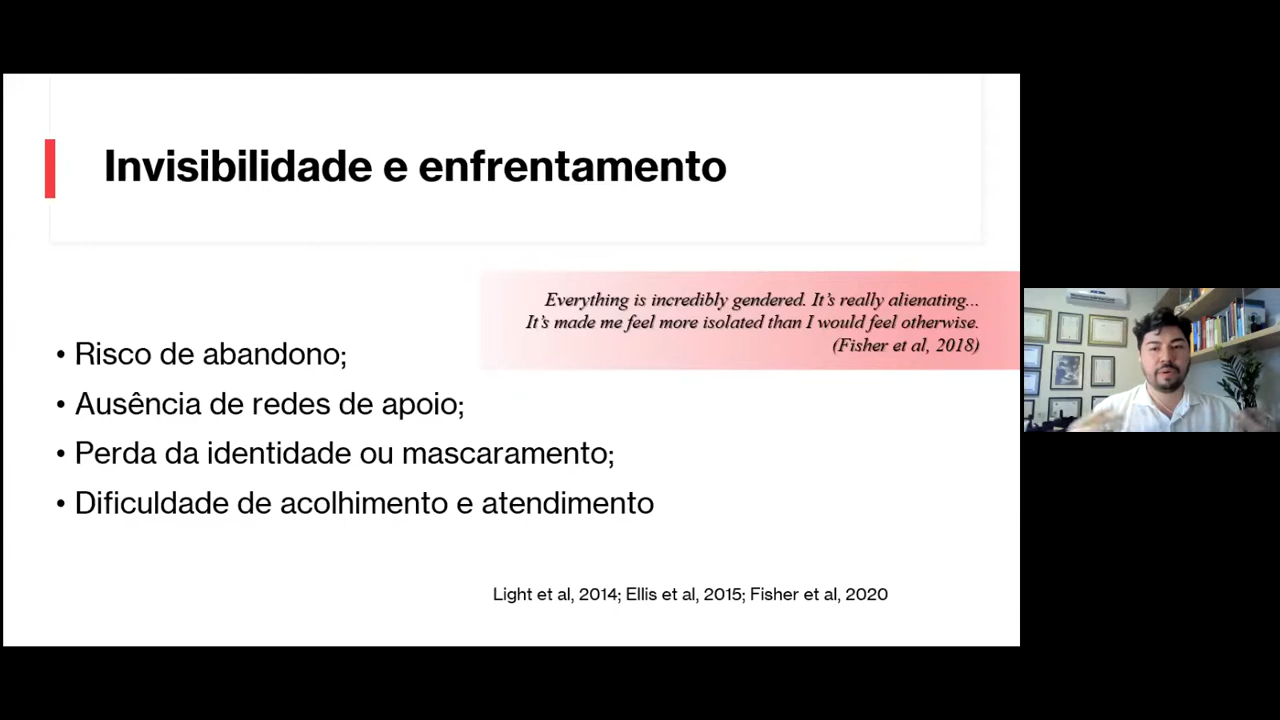 Invisibilidade e enfrentamento
Everything is incredibly gendered. It’s really alienating...
It’s made me feel more isolated than I would feel otherwise.
(Fisher et al, 2018)
• Risco de abandono;
• Ausência de redes de apoio;
• Perda da identidade ou mascaramento;
• Dificuldade de acolhimento e atendimento
Light et al, 2014; Ellis et al, 2015; Fisher et al, 2020